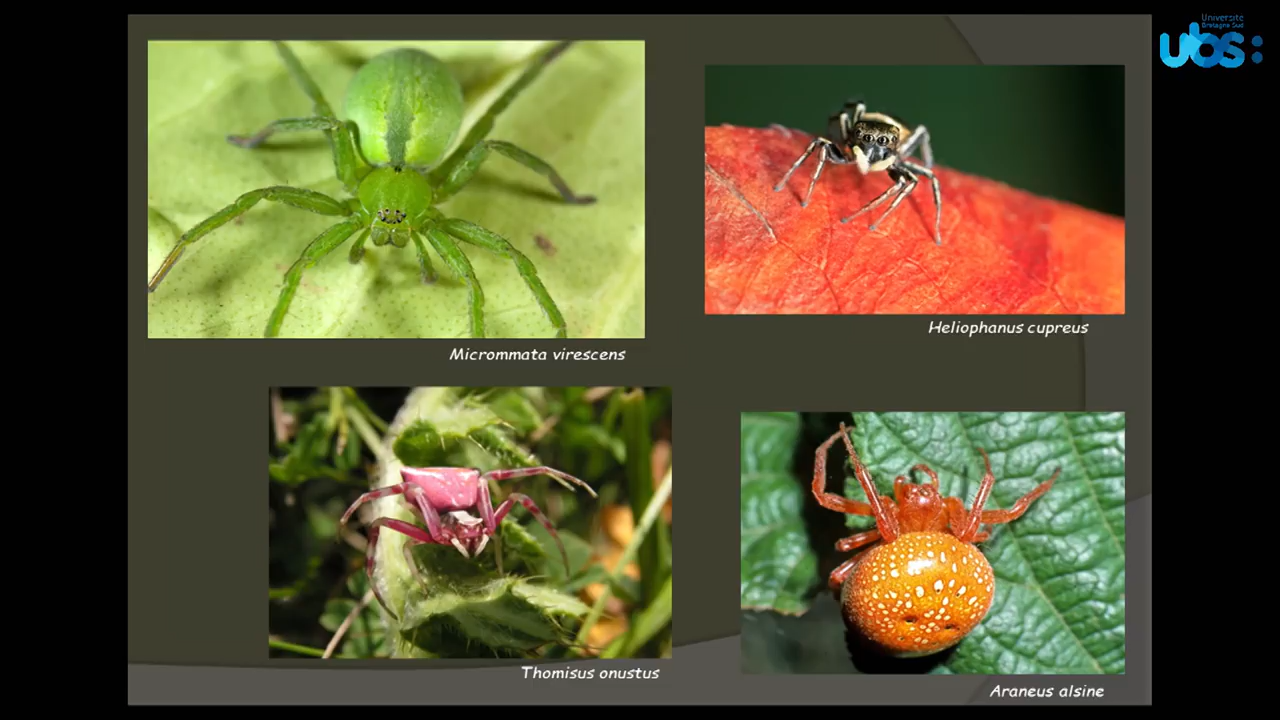 Université
Bretagne Sud
ubs:
Micrommata virescens
Heliophanus cupreus
Thomisus onustus
Araneus alsine